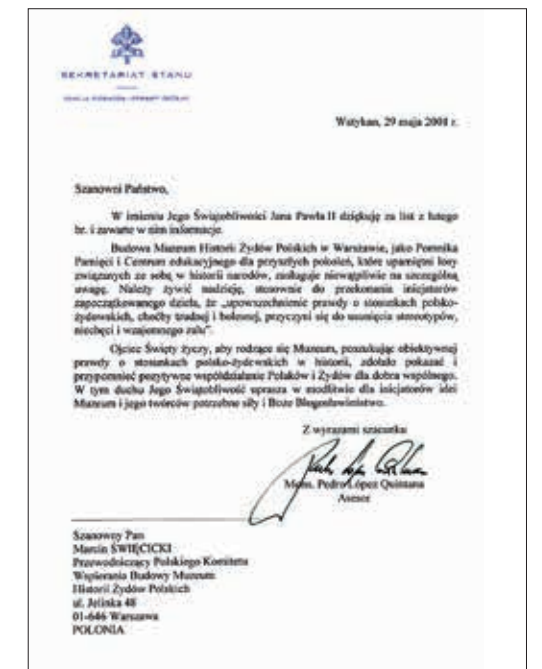 SEKRETARIAT STANU
Watykan, 29 maja 2001 r.
Szanowni Państwo,
W imieniu Jego Świątobliwości Jana Pawła II dziękuję za list z lutego
br. i zawarte w nim informacje.
Budowa Muzeum Historii Żydów Polskich w Warszawie, jako Pomnika
Pamięci i Centrum edukacyjnego dla przyszłych pokoleń, które upamiętni losy
związanych ze sobą w historii narodów, zasługuje niewątpliwie na szczególną
uwagę. Należy żywić nadzieję, stosownie do przekonania inicjatorów
zapoczątkowanego dzieła, że „upowszechnienie prawdy o stosunkach polsko-
żydowskich, choćby trudnej i bolesnej, przyczyni się do usunięcia stereotypów,
niechęci i wzajemnego żalu”.
Ojciec Święty życzy, aby rodzące się Muzeum, poszukując obiektywnej
prawdy o stosunkach polsko-żydowskich w historii, zdołało pokazać i
przypomnieć pozytywne współdziałanie Polaków i Żydów dla dobra wspólnego.
W tym duchu Jego Świątobliwość uprasza w modlitwie dla inicjatorów idei
Muzeum i jego twórców potrzebne siły i Boże Błogosławieństwo.
Z wyrazami szacunku
Mons. Pedro López Quintana
Asesor
Szanowny Pan
Marcin ŚWIĘCICKI
Przewodniczący Polskiego Komitetu
Wspierania Budowy Muzeum
Historii Żydów Polskich
ul. Jelinka 48
01-646 Warszawa
POLONIA